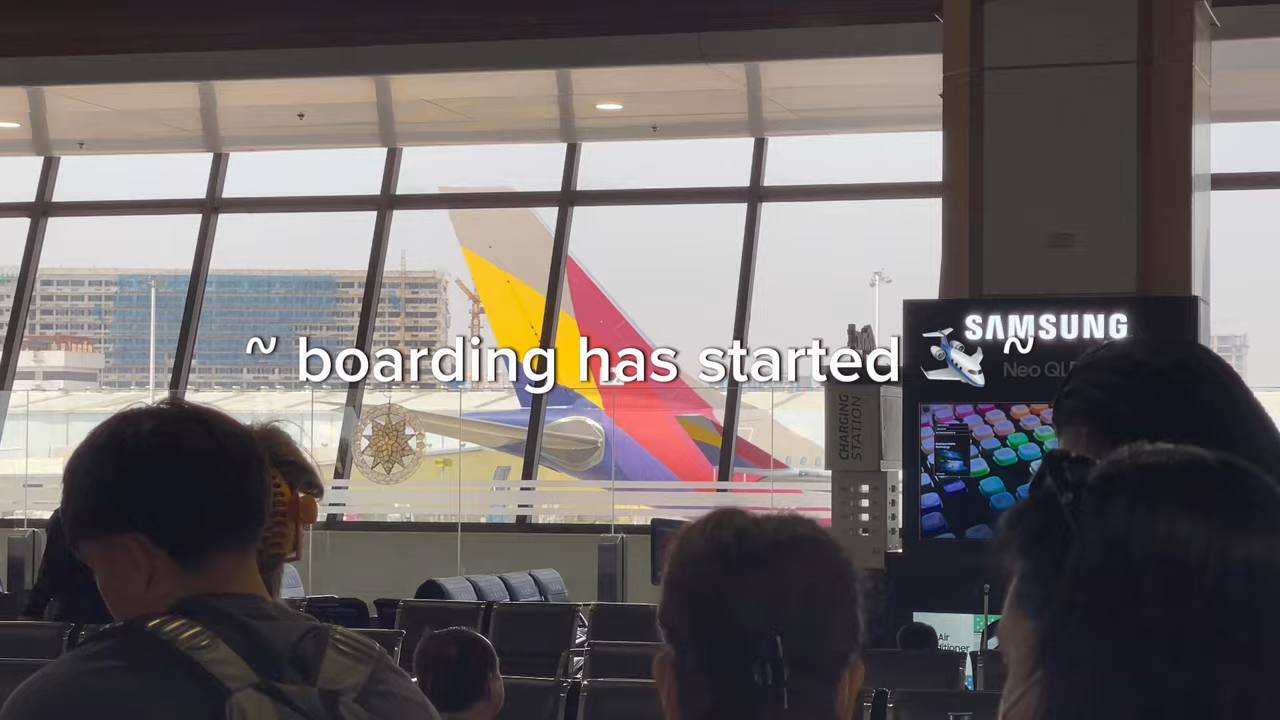 SAMSUNG
~ boarding has started ~
Neo QL
CHARGING
STATION
Air